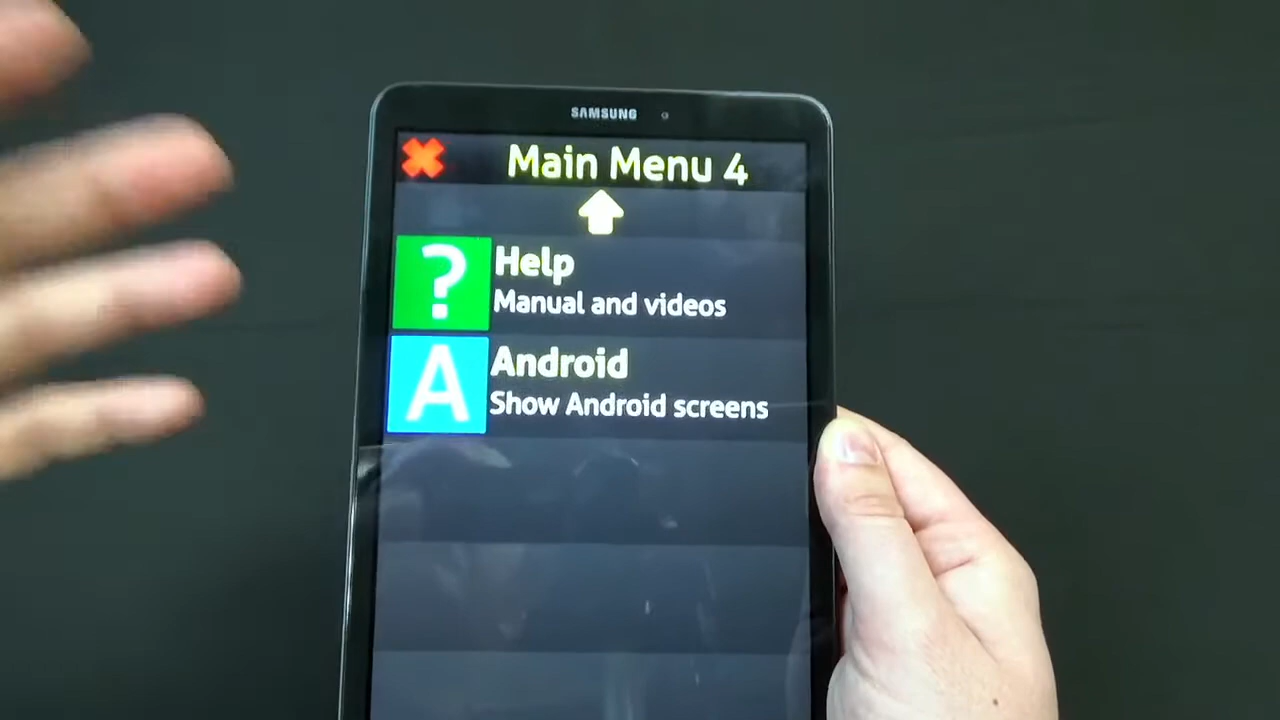 SAMSUNG
Main Menu 4
?
Help
Manual and videos
A
Android
Show Android screens